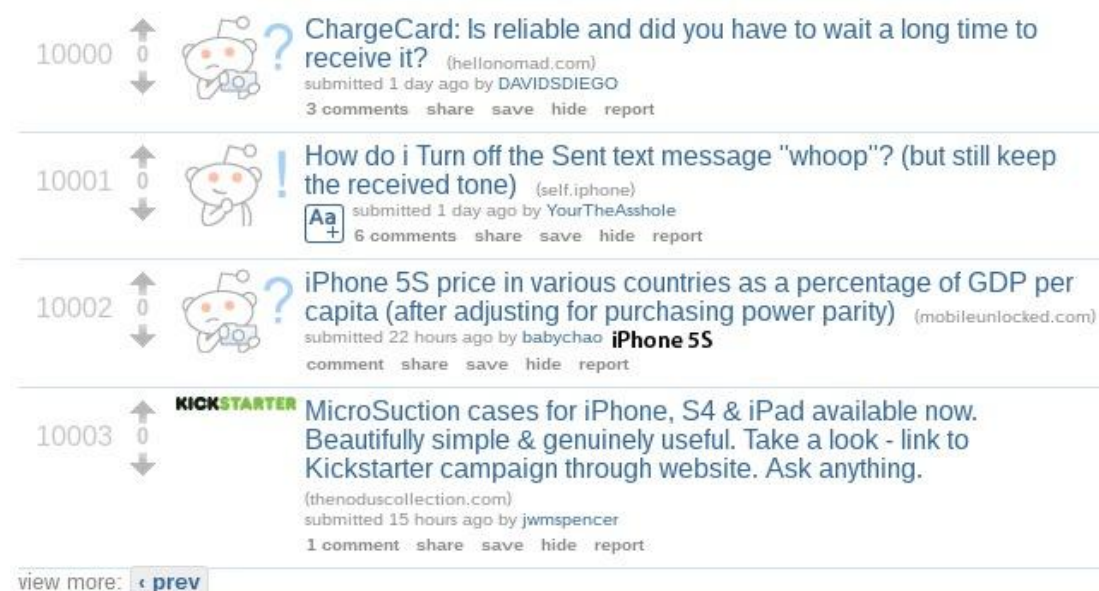 10000
0
?
ChargeCard: Is reliable and did you have to wait a long time to
receive it? (hellonomad.com)
submitted 1 day ago by DAVIDSDIEGO
3 comments share save hide report
10001
0
!
How do i Turn off the Sent text message "whoop"? (but still keep
the received tone) (self.iphone)
Aa+
submitted 1 day ago by YourTheAsshole
6 comments share save hide report
10002
0
?
iPhone 5S price in various countries as a percentage of GDP per
capita (after adjusting for purchasing power parity) (mobileunlocked.com)
submitted 22 hours ago by babychao iPhone 5S
comment share save hide report
10003
0
KICKSTARTER
MicroSuction cases for iPhone, S4 & iPad available now.
Beautifully simple & genuinely useful. Take a look - link to
Kickstarter campaign through website. Ask anything.
(thenoduscollection.com)
submitted 15 hours ago by jwmspencer
1 comment share save hide report
view more: ‹ prev